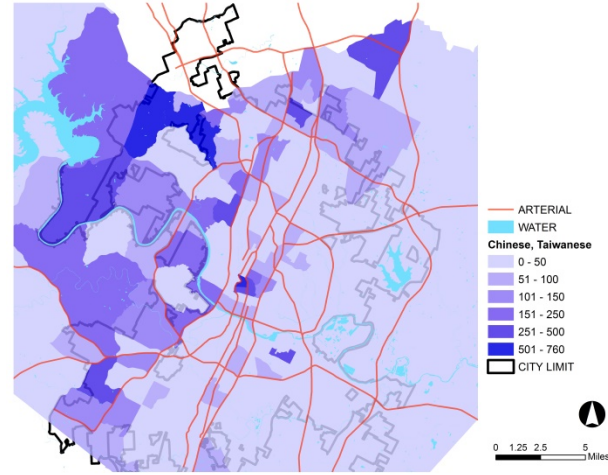 ARTERIAL
WATER
Chinese, Taiwanese
0 - 50
51 - 100
101 - 150
151 - 250
251 - 500
501 - 760
CITY LIMIT
0 1.25 2.5 5
Miles